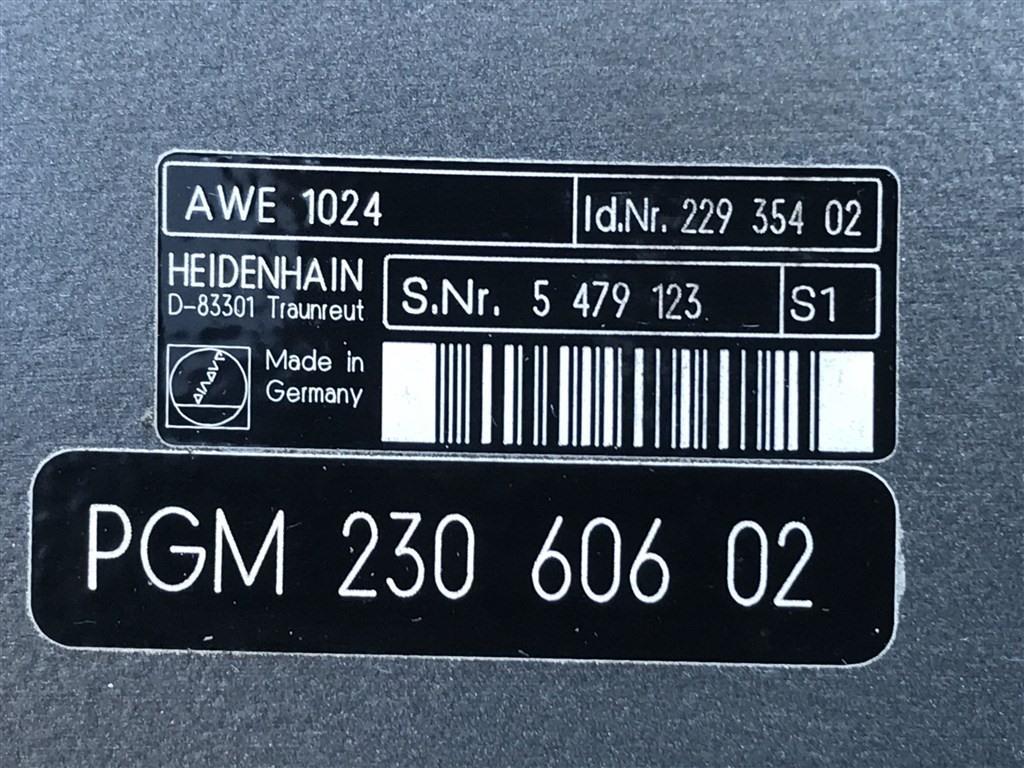 AWE 1024
Id.Nr. 229 354 02
HEIDENHAIN
D-83301 Traunreut
S.Nr. 5 479 123
S1
Made in
Germany
PGM 230 606 02